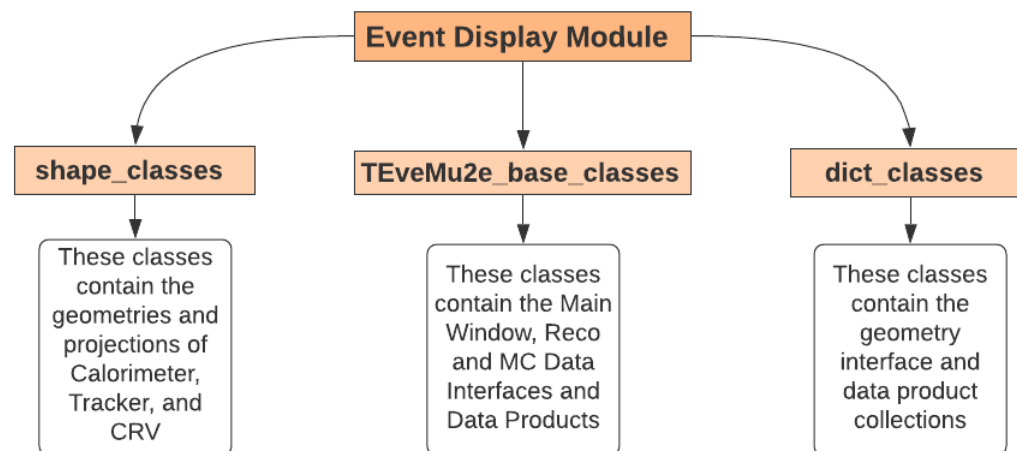 Event Display Module
shape_classes
TEveMu2e_base_classes
dict_classes
These classes
contain the
geometries and
projections of
Calorimeter,
Tracker, and
CRV
These classes
contain the Main
Window, Reco
and MC Data
Interfaces and
Data Products
These classes
contain the
geometry
interface and
data product
collections